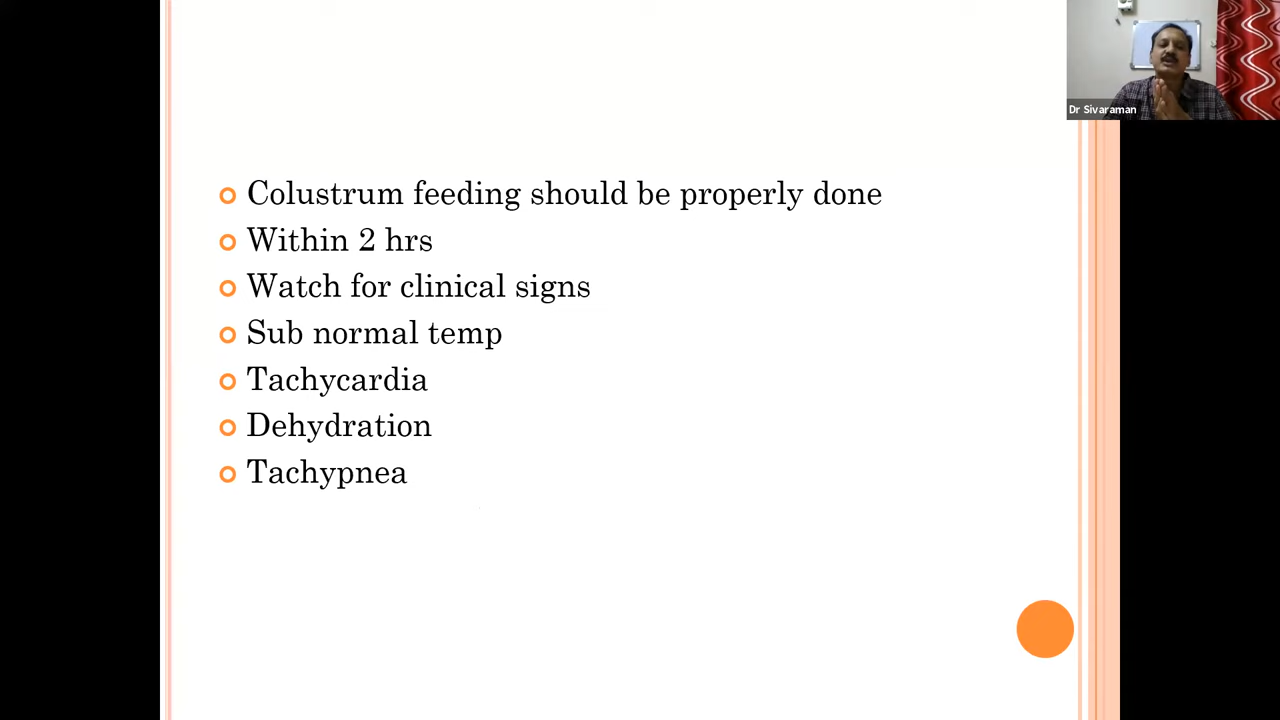 Dr Sivaraman
Colustrum feeding should be properly done
Within 2 hrs
Watch for clinical signs
Sub normal temp
Tachycardia
Dehydration
Tachypnea